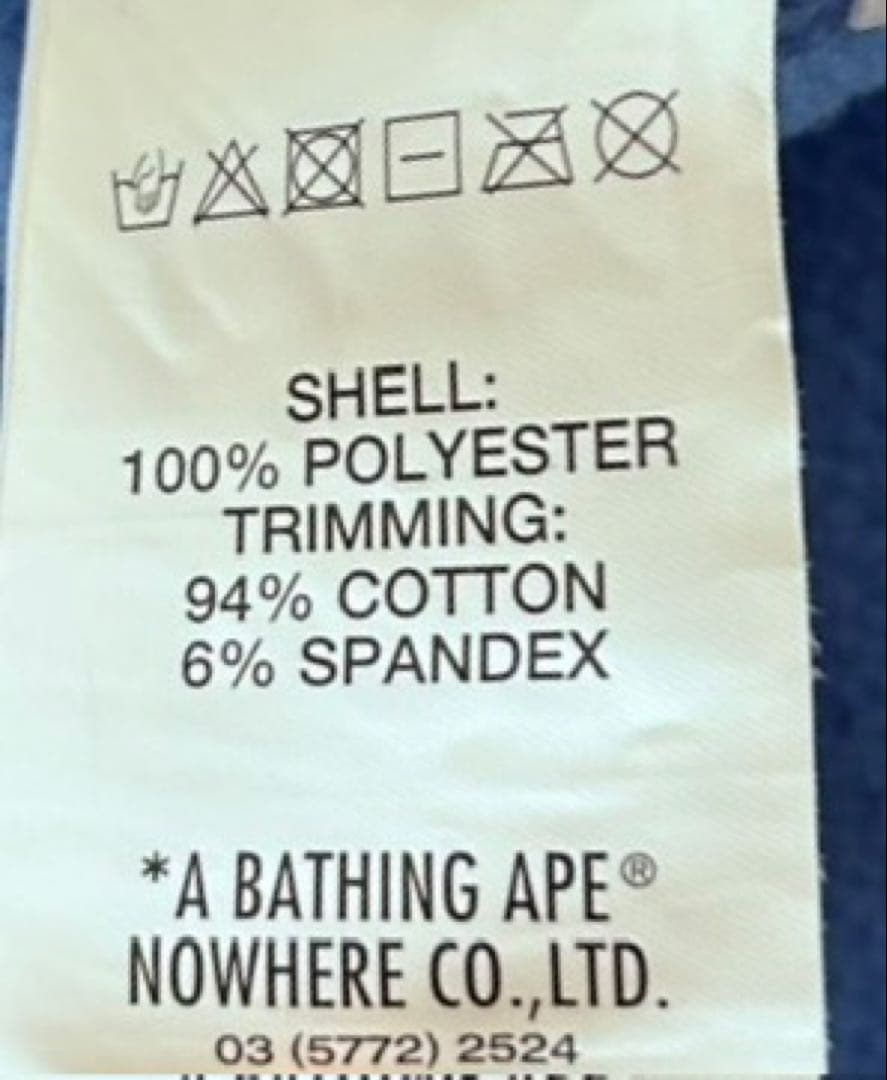 SHELL:
100% POLYESTER
TRIMMING:
94% COTTON
6% SPANDEX
*A BATHING APE®
NOWHERE CO.,LTD.
03 (5772) 2524